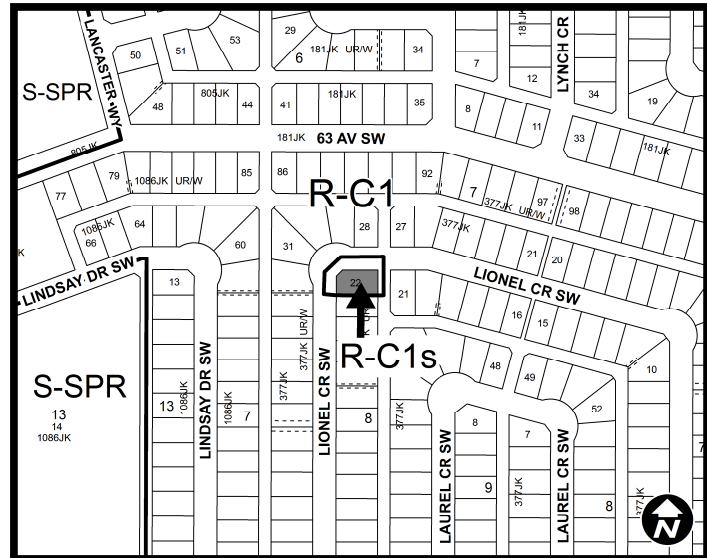 LANCASTER WY
50
51
53
29
6
181JK UR/W
34
7
181JK
LYNCH CR
12
34
19
S-SPR
48
805JK
44
41
181JK
35
8
11
33
181JK
805JK
181JK
63 AV SW
77
79
1086JK UR/W
85
86
92
7
377JK UR/W
97
98
R-C1
1086JK
66
64
60
31
28
27
377JK
21
20
LINDSAY DR SW
13
22
21
LIONEL CR SW
16
15
10
377JK UR/W
R-C1s
48
49
52
S-SPR
13
14
1086JK
13
1086JK
LINDSAY DR SW
1086JK
7
377JK
LIONEL CR SW
8
377JK
LAUREL CR SW
8
7
9
377JK
LAUREL CR SW
8
377JK
N